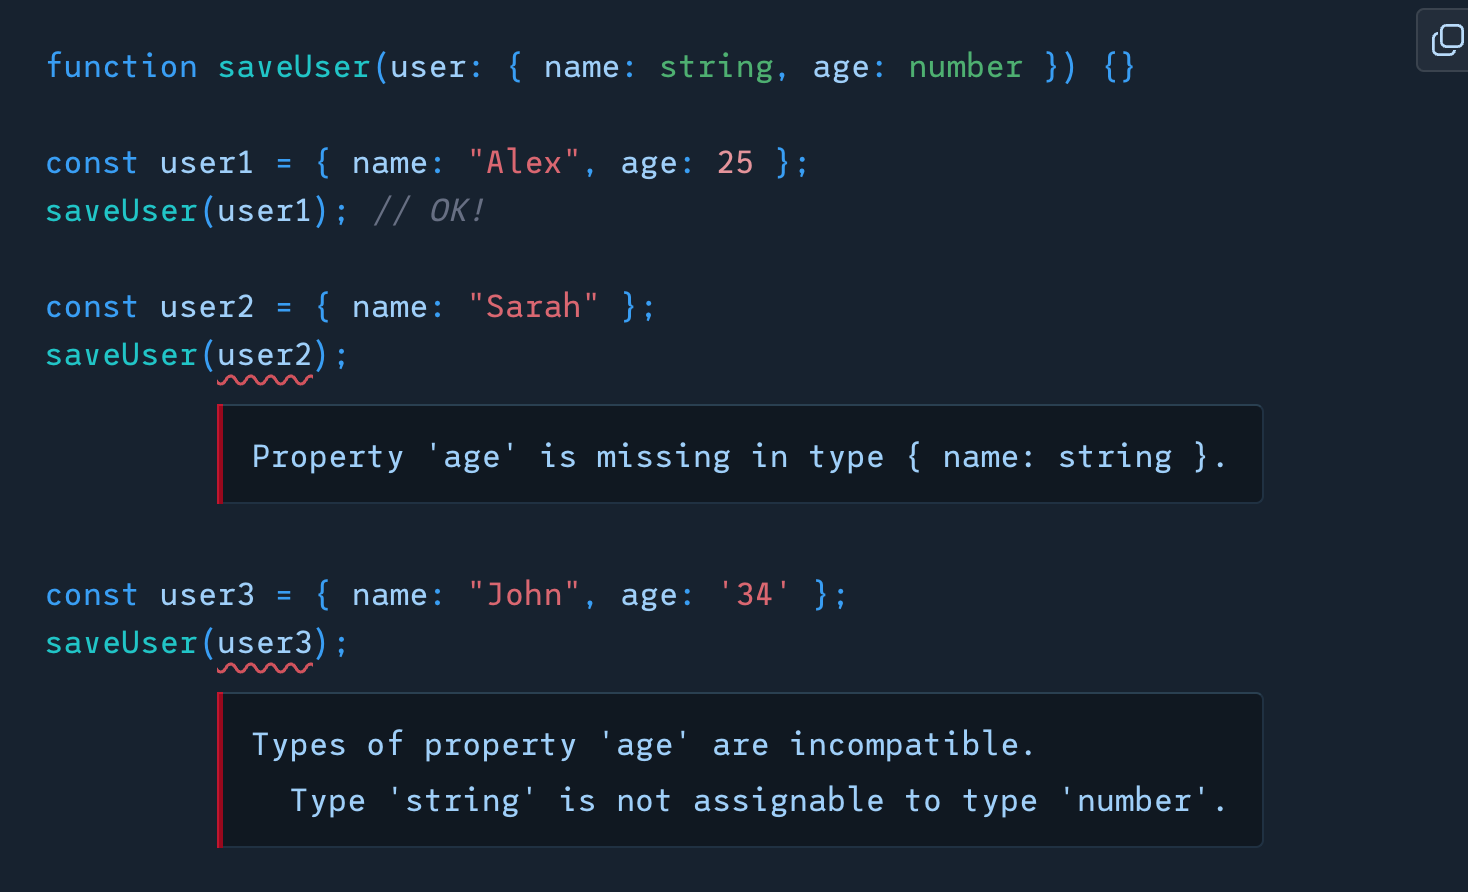 function saveUser(user: { name: string, age: number }) {}
const user1 = { name: "Alex", age: 25 };
saveUser(user1); // OK!
const user2 = { name: "Sarah" };
saveUser(user2);
Property 'age' is missing in type { name: string }.
const user3 = { name: "John", age: '34' };
saveUser(user3);
Types of property 'age' are incompatible.
Type 'string' is not assignable to type 'number'.